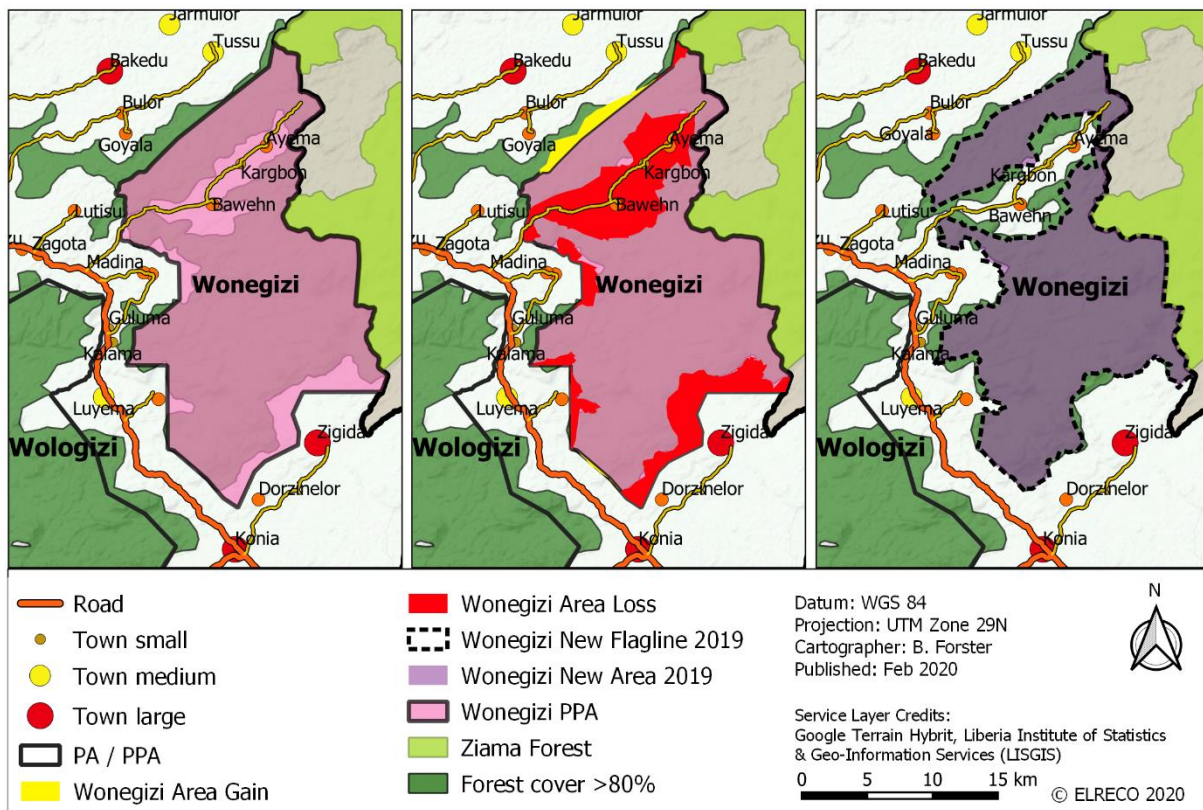 Jarmulor
Tussu
Bakedu
Bulor
Goyala
Ayema
Kargbon
Bawehn
Lutisu
zu
Zagota
Madina
Wonegizi
Guluma
Kalama
Luyema
Wologizi
Zigida
Dorzinelor
Konia
Jarmulor
Tussu
Bakedu
Bulor
Goyala
Ayema
Kargbon
Bawehn
Lutisu
zu
Zagota
Madina
Wonegizi
Guluma
Kalama
Luyema
Wologizi
Zigida
Dorzinelor
Konia
Jarmulor
Tussu
Bakedu
Bulor
Goyala
Ayema
Kargbon
Bawehn
Lutisu
zu
Zagota
Madina
Wonegizi
Guluma
Kalama
Luyema
Wologizi
Zigida
Dorzinelor
Konia
Road
Town small
Town medium
Town large
PA / PPA
Wonegizi Area Gain
Wonegizi Area Loss
Wonegizi New Flagline 2019
Wonegizi New Area 2019
Wonegizi PPA
Ziama Forest
Forest cover >80%
Datum: WGS 84
Projection: UTM Zone 29N
Cartographer: B. Forster
Published: Feb 2020
N
Service Layer Credits:
Google Terrain Hybrit, Liberia Institute of Statistics
& Geo-Information Services (LISGIS)
0 5 10 15 km
© ELRECO 2020